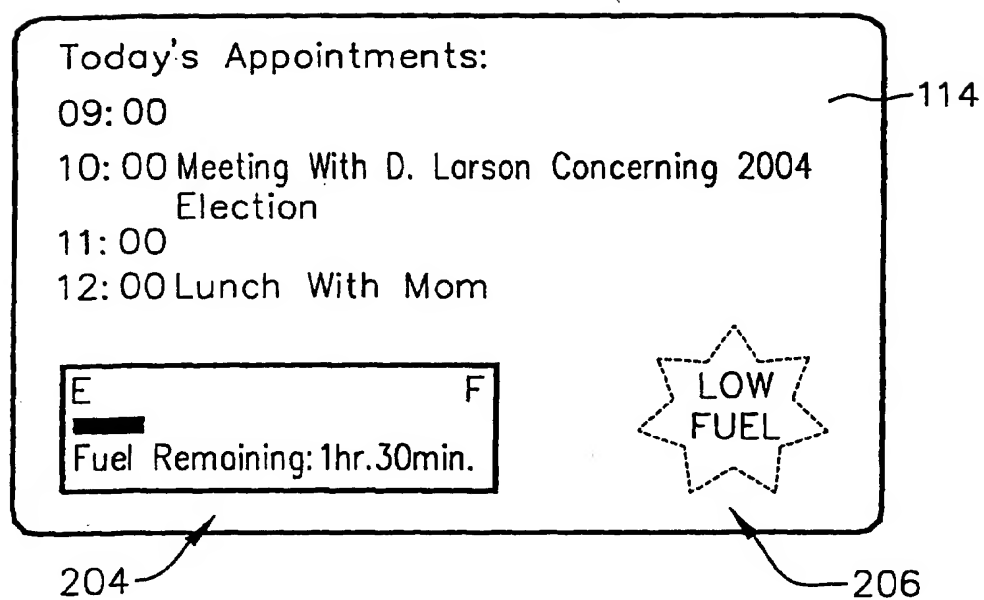 Today's Appointments:
09:00
114
10:00 Meeting With D. Larson Concerning 2004
Election
11:00
12:00 Lunch With Mom
E F
Fuel Remaining: 1hr. 30min.
LOW
FUEL
204
206